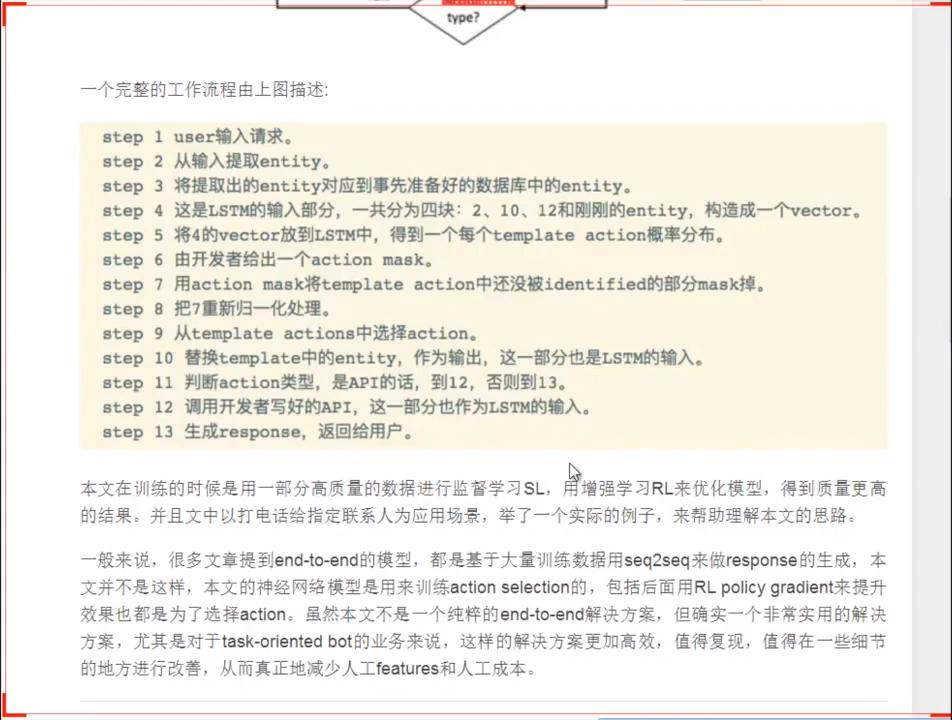 type?
一个完整的工作流程由上图描述:
step 1 user输入请求。
step 2 从输入提取entity。
step 3 将提取出的entity对应到事先准备好的数据库中的entity。
step 4 这是LSTM的输入部分，一共分为四块：2、10、12和刚刚的entity，构造成一个vector。
step 5 将4的vector放到LSTM中，得到一个每个template action概率分布。
step 6 由开发者给出一个action mask。
step 7 用action mask将template action中还没被identified的部分mask掉。
step 8 把7重新归一化处理。
step 9 从template actions中选择action。
step 10 替换template中的entity，作为输出，这一部分也是LSTM的输入。
step 11 判断action类型，是API的话，到12，否则到13。
step 12 调用开发者写好的API，这一部分也作为LSTM的输入。
step 13 生成response，返回给用户。
本文在训练的时候是用一部分高质量的数据进行监督学习SL，用增强学习RL来优化模型，得到质量更高
的结果。并且文中以打电话给指定联系人为应用场景，举了一个实际的例子，来帮助理解本文的思路。
一般来说，很多文章提到end-to-end的模型，都是基于大量训练数据用seq2seq来做response的生成，本
文并不是这样，本文的神经网络模型是用来训练action selection的，包括后面用RL policy gradient来提升
效果也都是为了选择action。虽然本文不是一个纯粹的end-to-end解决方案，但确实一个非常实用的解决
方案，尤其是对于task-oriented bot的业务来说，这样的解决方案更加高效，值得复现，值得在一些细节
的地方进行改善，从而真正地减少人工features和人工成本。